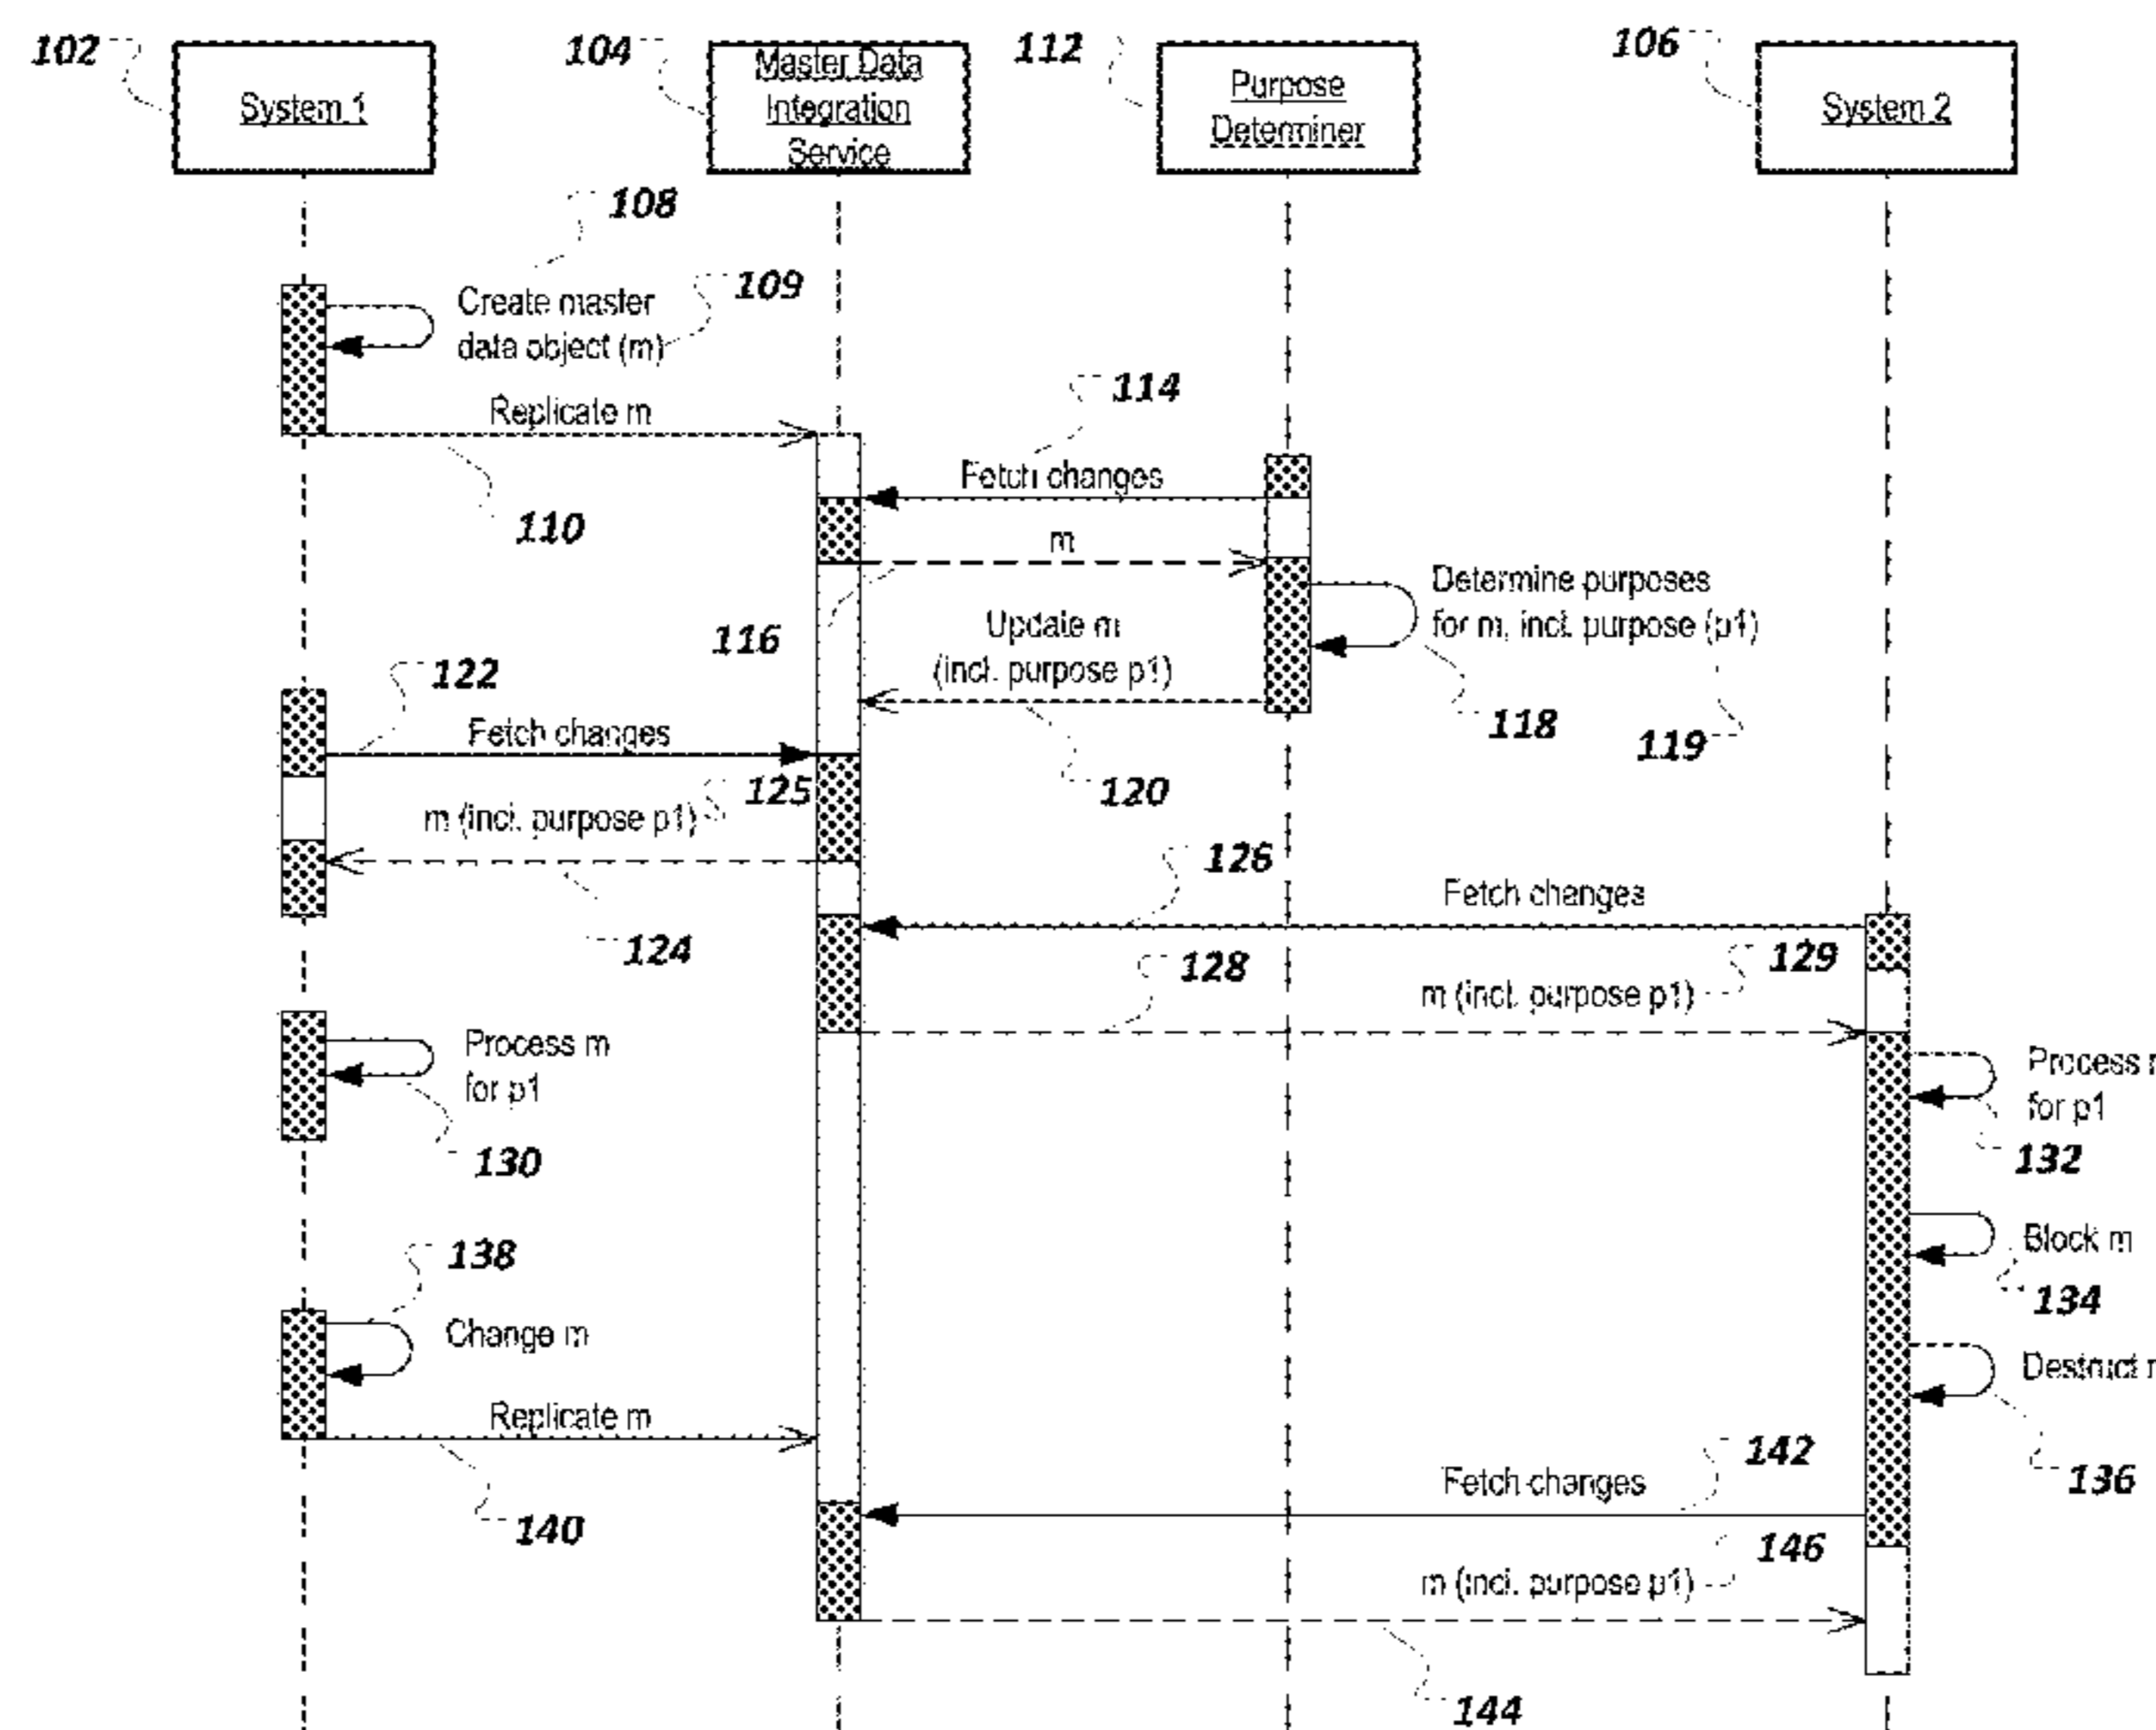 102
System 1
104
Master Data
Integration
Service
112
Purpose
Determiner
106
System 2
108
Create master
data object (m)
109
Replicate m
110
114
Fetch changes
m
116
Determine purposes
for m, incl. purpose (p1)
118
119
Update m
(incl. purpose p1)
120
122
Fetch changes
125
m (incl. purpose p1)
124
126
Fetch changes
128
129
m (incl. purpose p1)
Process m
for p1
130
Process
for p1
132
Block m
134
138
Change m
Destruct
136
Replicate m
140
142
Fetch changes
146
m (incl. purpose p1)
144